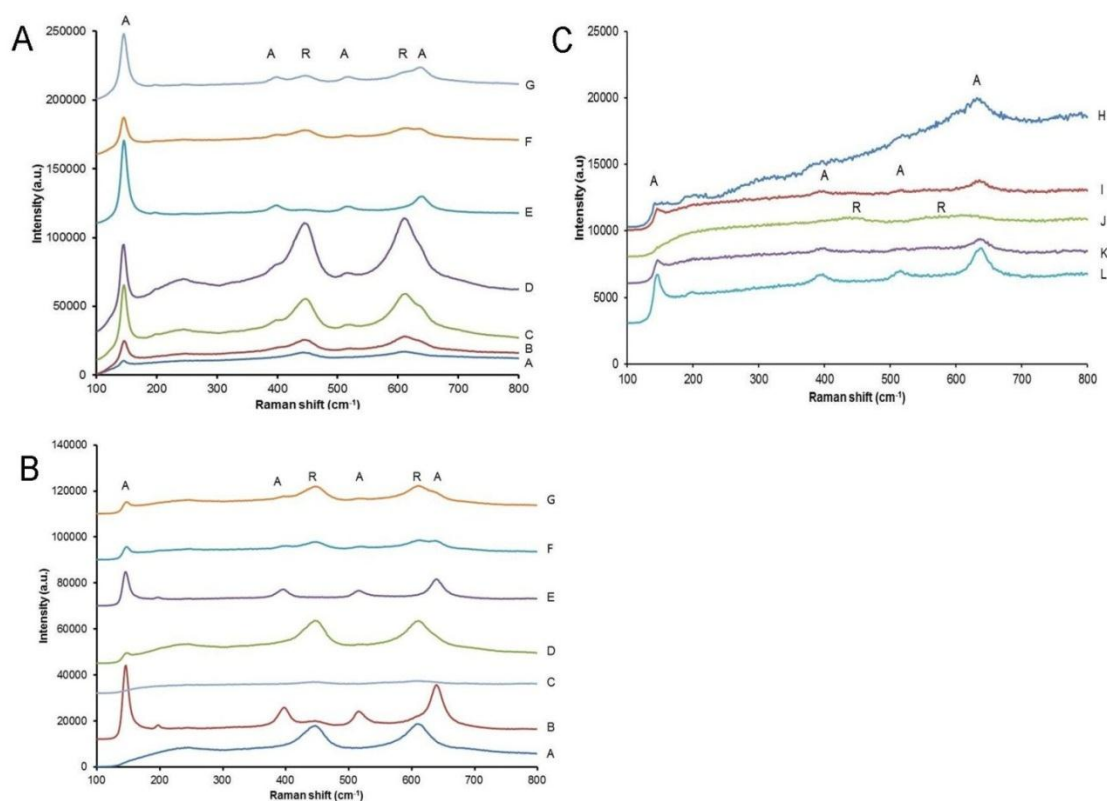 A
A
250000
200000
150000
100000
50000
0
A R A R A
G
F
E
D
C
B
A
Intensity (a.u.)
100 200 300 400 500 600 700 800
Raman shift (cm⁻¹)
C
25000
20000
15000
10000
5000
0
A
H
A A A
I
R R
J
K
L
Intensity (a.u)
100 200 300 400 500 600 700 800
Raman shift (cm⁻¹)
B
140000
120000
100000
80000
60000
40000
20000
0
A A R A R A
G
F
E
D
C
B
A
Intensity (a.u.)
100 200 300 400 500 600 700 800
Raman shift (cm⁻¹)